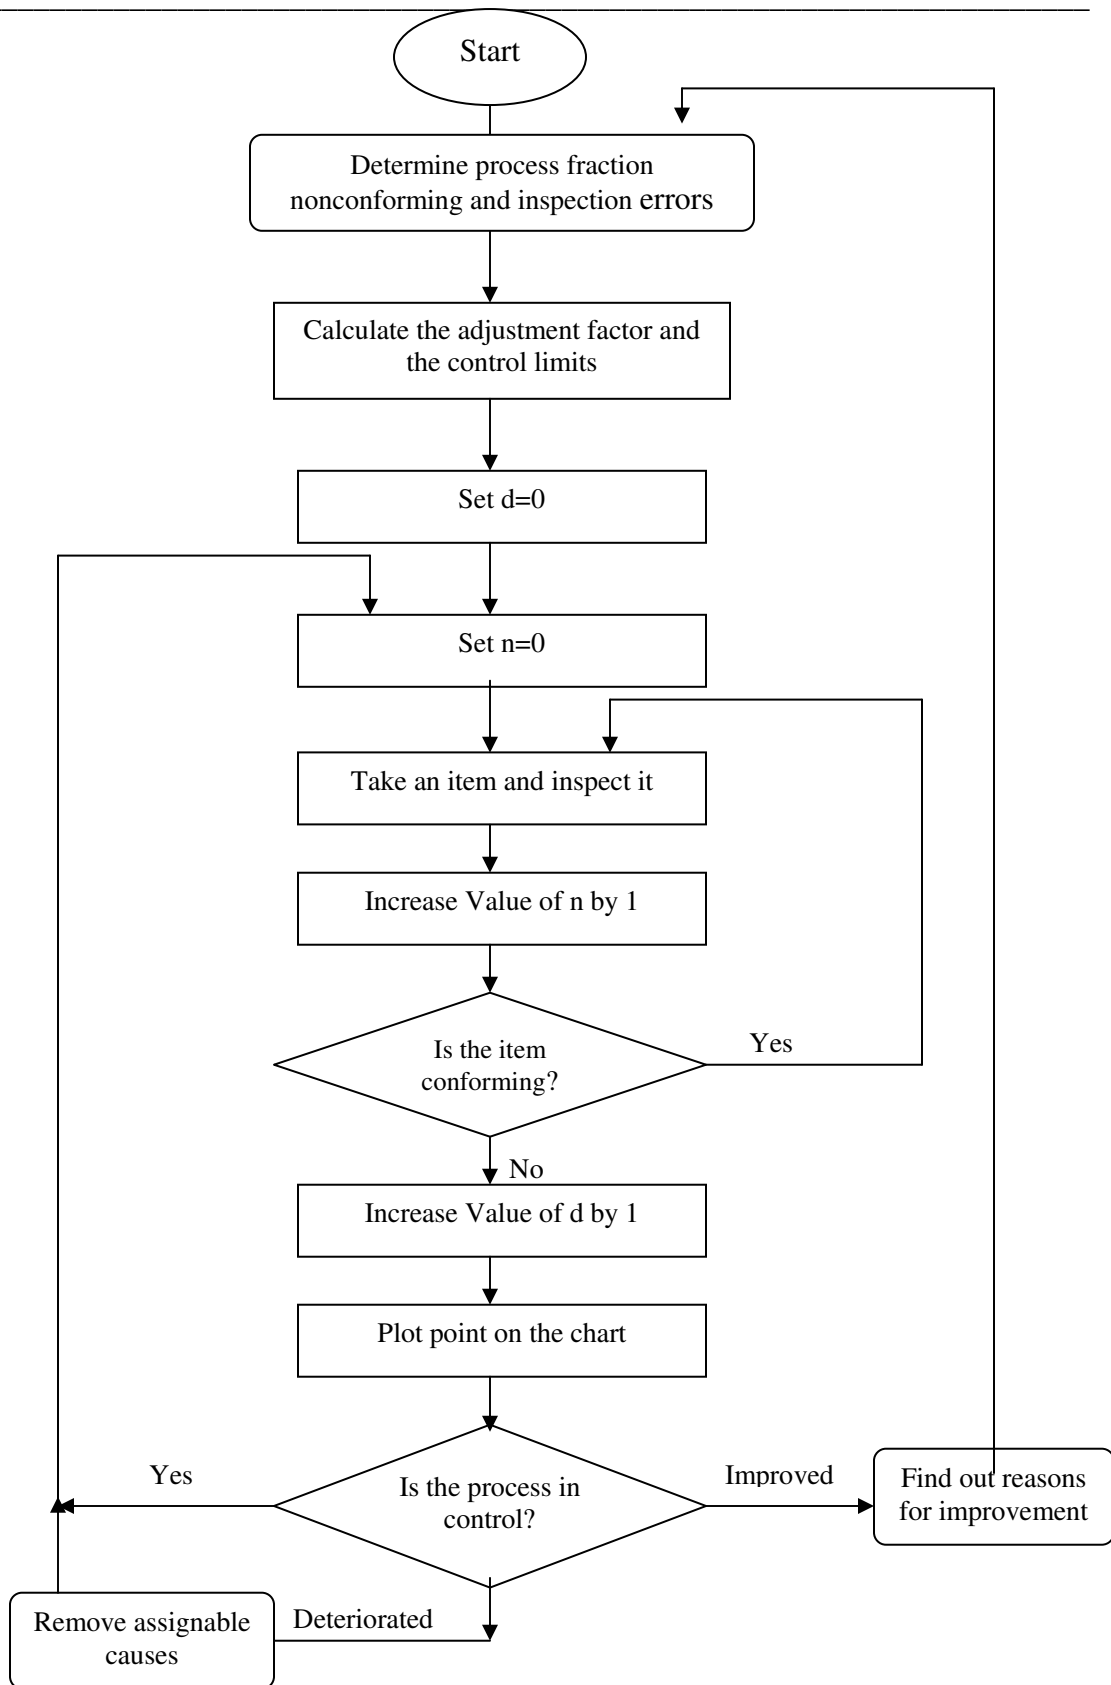 Start
Determine process fraction
nonconforming and inspection errors
Calculate the adjustment factor and
the control limits
Set d=0
Set n=0
Take an item and inspect it
Increase Value of n by 1
Is the item
conforming?
Yes
No
Increase Value of d by 1
Plot point on the chart
Is the process in
control?
Yes
Improved
Find out reasons
for improvement
Deteriorated
Remove assignable
causes